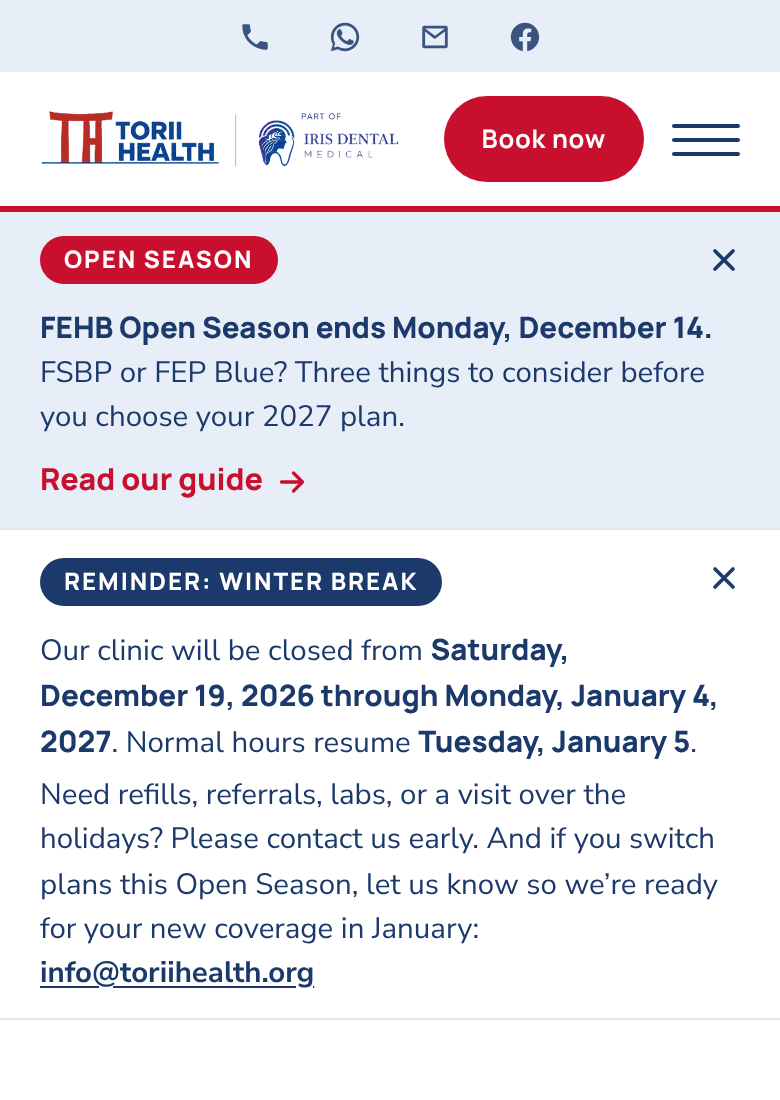 TORII
HEALTH
PART OF
IRIS DENTAL
MEDICAL
Book now
OPEN SEASON
FEHB Open Season ends Monday, December 14.
FSBP or FEP Blue? Three things to consider before
you choose your 2027 plan.
Read our guide →
REMINDER: WINTER BREAK
Our clinic will be closed from Saturday,
December 19, 2026 through Monday, January 4,
2027. Normal hours resume Tuesday, January 5.
Need refills, referrals, labs, or a visit over the
holidays? Please contact us early. And if you switch
plans this Open Season, let us know so we’re ready
for your new coverage in January:
info@toriihealth.org